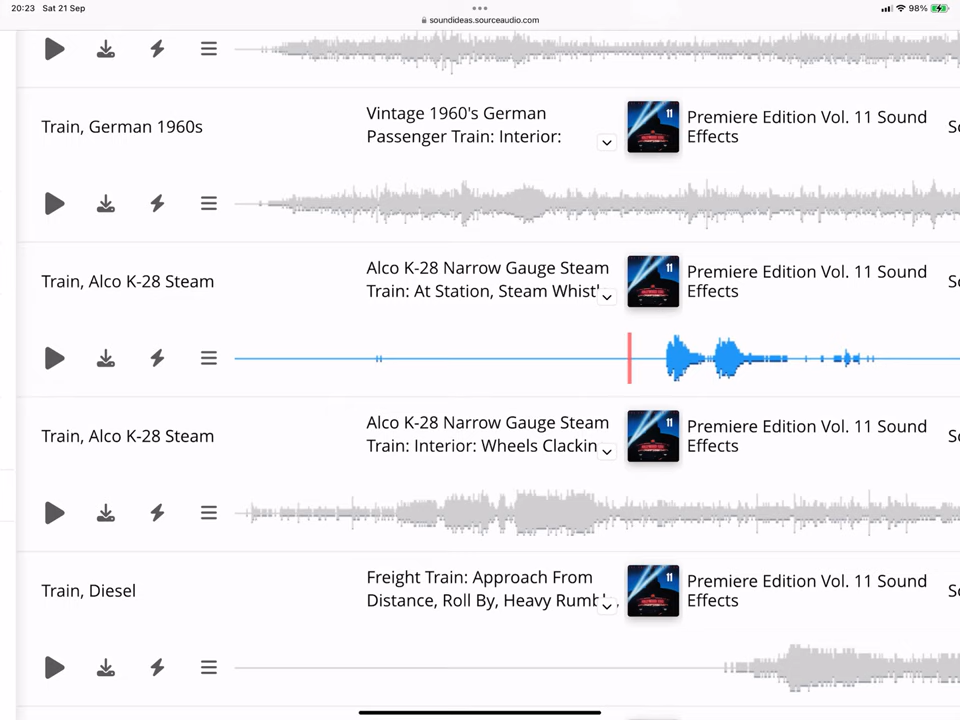 20:23 Sat 21 Sep
98%
soundideas.sourceaudio.com
Train, German 1960s
Vintage 1960's German
Passenger Train: Interior:
11
Premiere Edition Vol. 11 Sound
Effects
Train, Alco K-28 Steam
Alco K-28 Narrow Gauge Steam
Train: At Station, Steam Whist
11
Premiere Edition Vol. 11 Sound
Effects
Train, Alco K-28 Steam
Alco K-28 Narrow Gauge Steam
Train: Interior: Wheels Clackin
11
Premiere Edition Vol. 11 Sound
Effects
Train, Diesel
Freight Train: Approach From
Distance, Roll By, Heavy Rumb
11
Premiere Edition Vol. 11 Sound
Effects